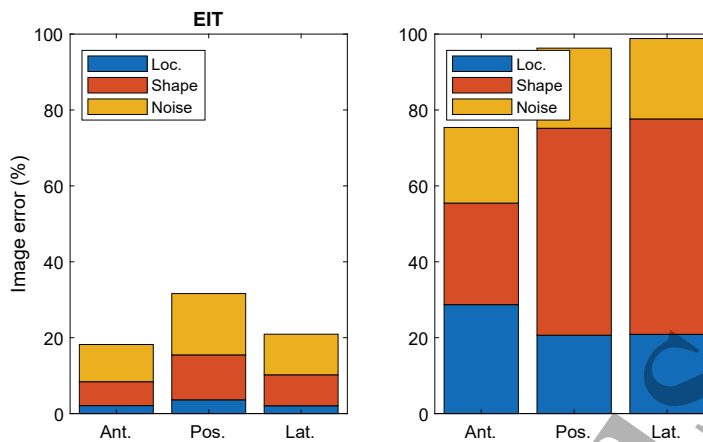 EIT
Image error (%)
100
80
60
40
20
0
Loc.
Shape
Noise
Ant.
Pos.
Lat.
100
80
60
40
20
0
Loc.
Shape
Noise
Ant.
Pos.
Lat.